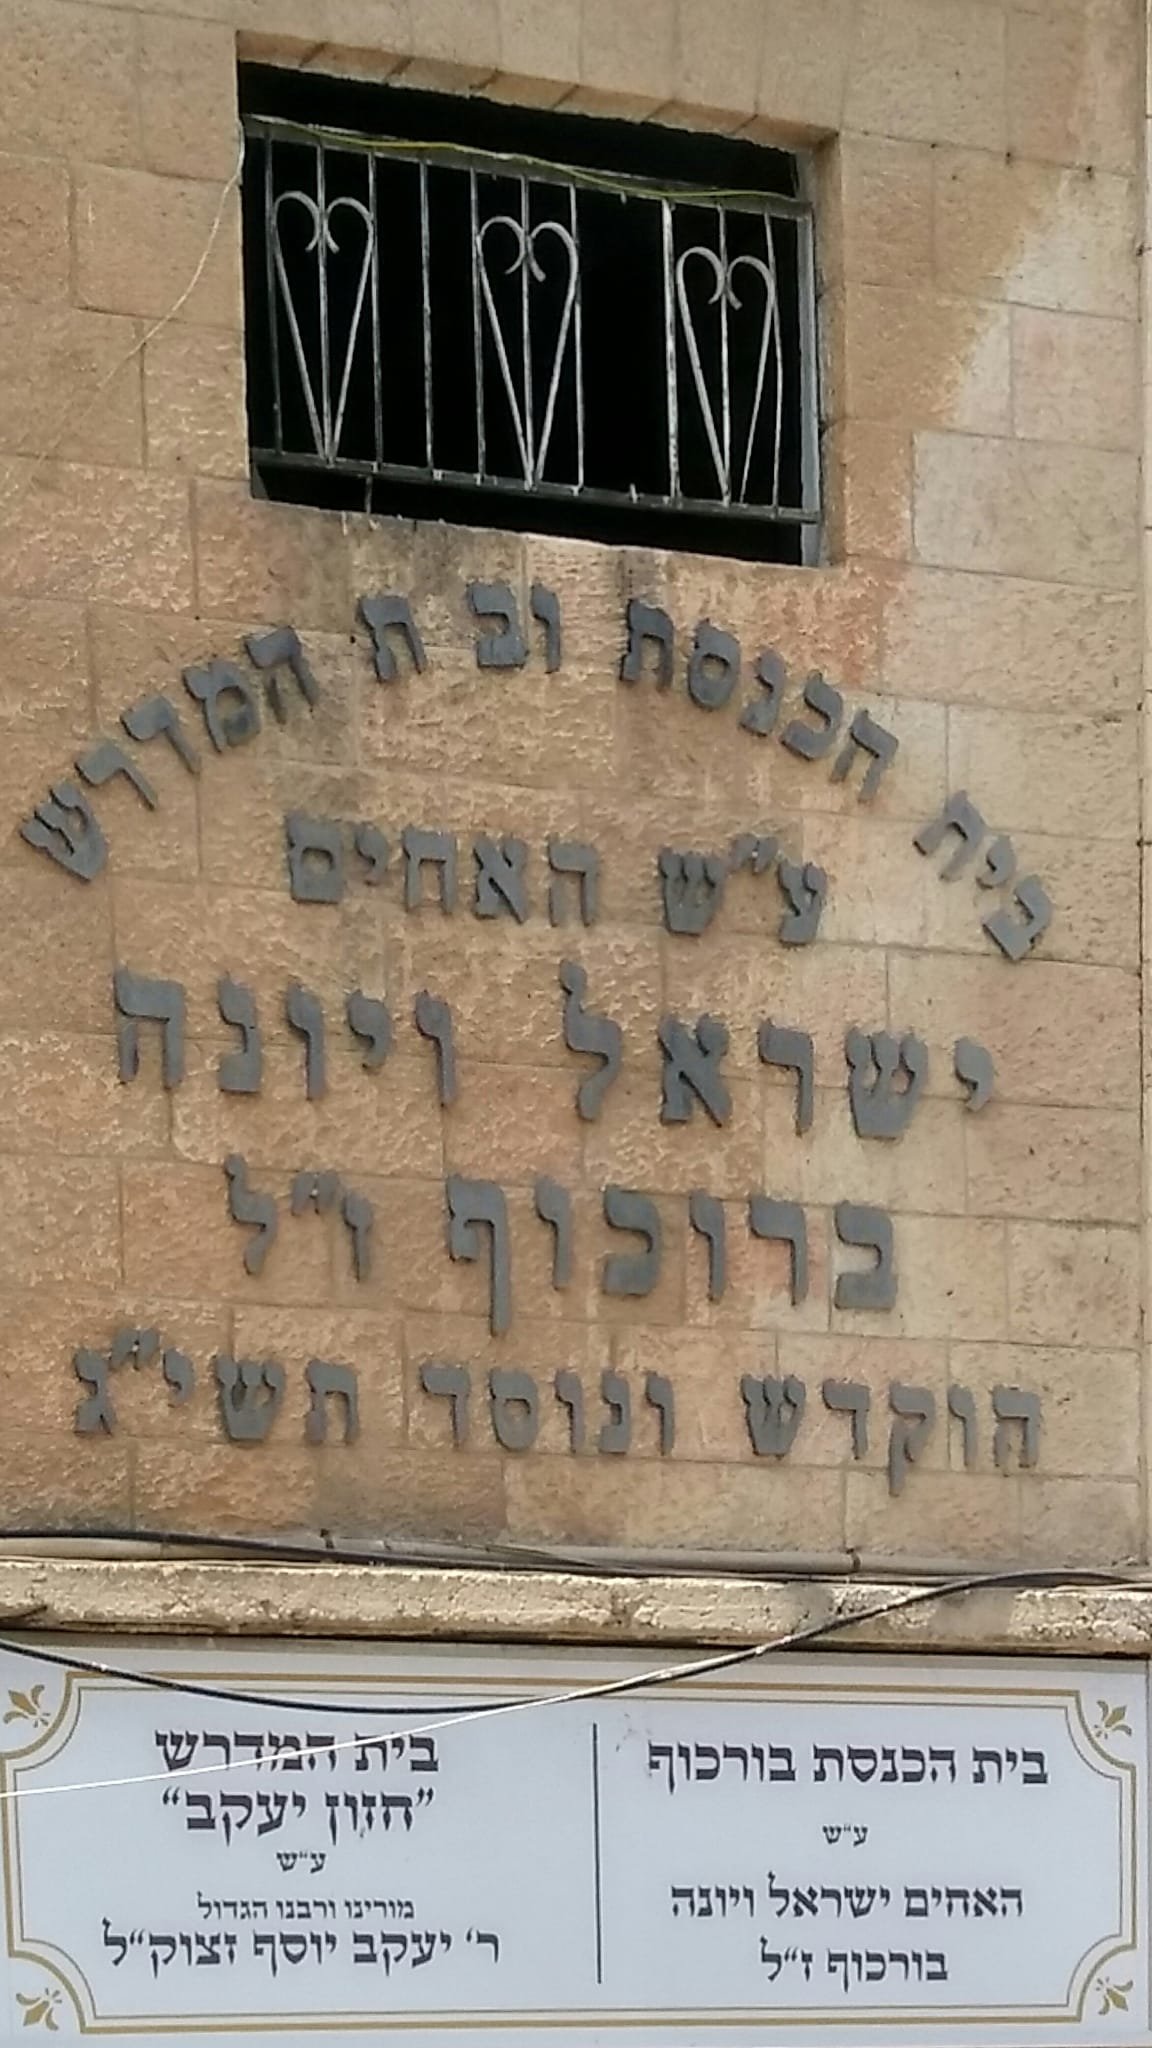 בית הכנסת וב ת המדרש
ע"ש האחים
ישראל ויונה
ברוכוף ז"ל
הוקדש ונוסד תשי"ג
בית הכנסת בורכוף
ע"ש
האחים ישראל ויונה
בורכוף ז"ל
בית המדרש
"חזון יעקב"
ע"ש
מורינו ורבנו הגדול
ר' יעקב יוסף זצוק"ל